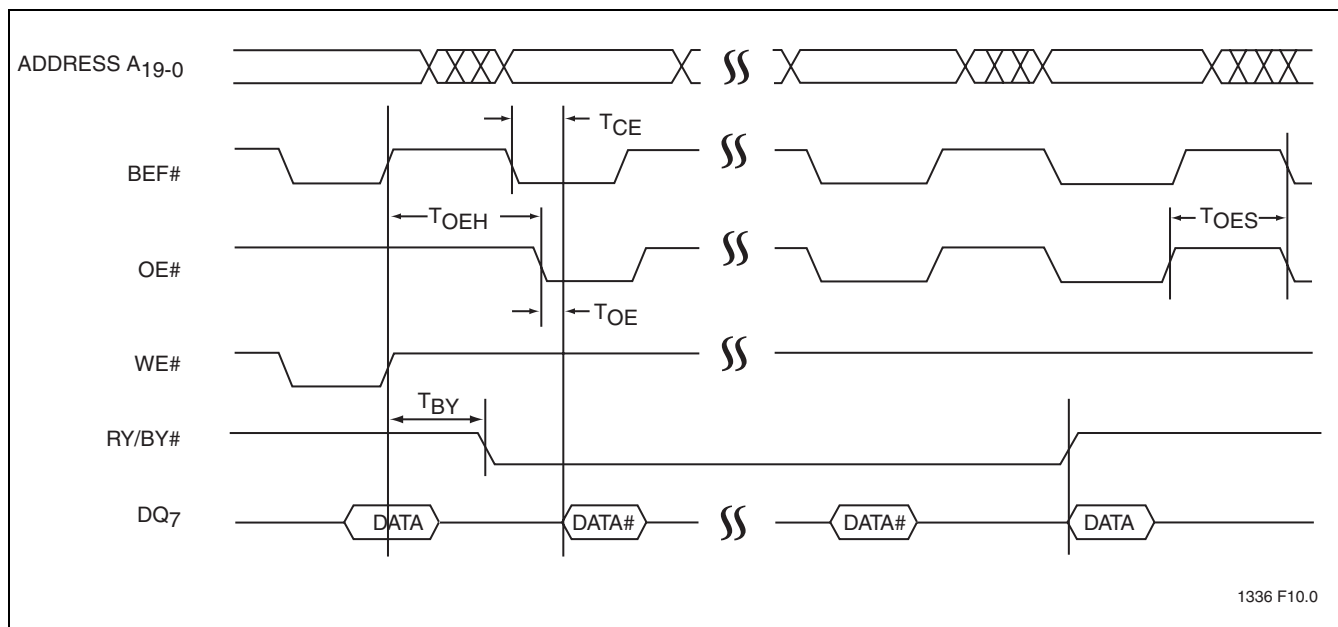 ADDRESS A19-0
TCE
BEF#
TOEH
TOES
OE#
TOE
WE#
TBY
RY/BY#
DQ7
DATA
DATA#
DATA#
DATA
1336 F10.0